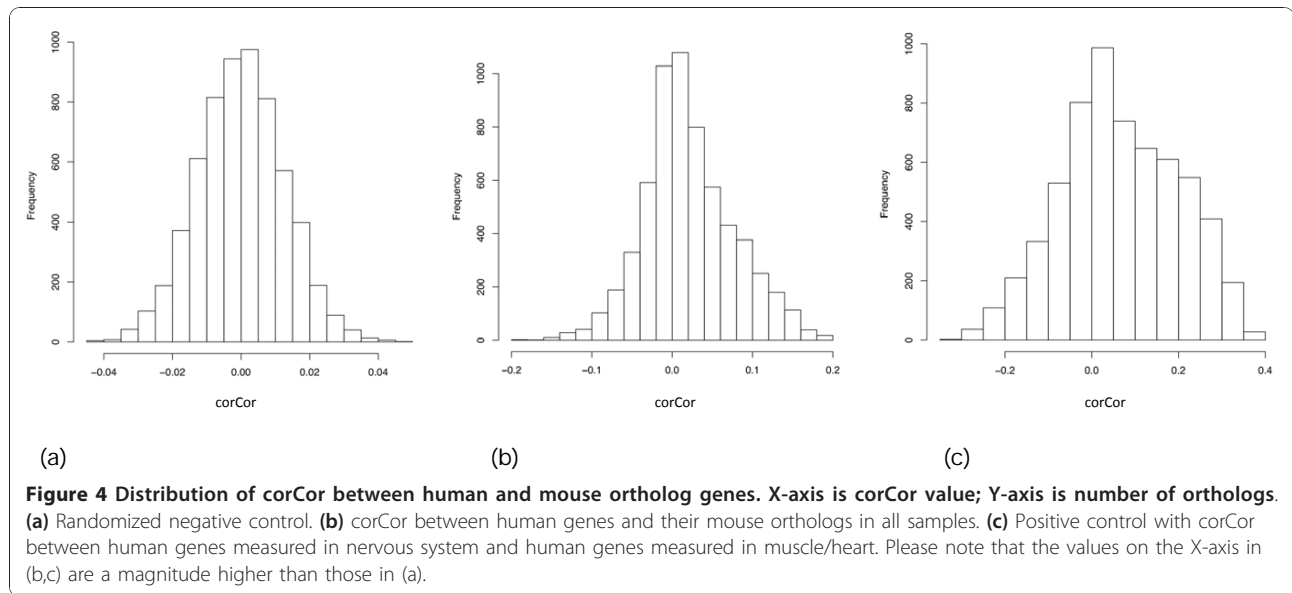 1000
800
600
400
200
0
Frequency
−0.04 −0.02 0.00 0.02 0.04
corCor
(a)
1000
800
600
400
200
0
Frequency
−0.2 −0.1 0.0 0.1 0.2
corCor
(b)
1000
800
600
400
200
0
Frequency
−0.2 0.0 0.2 0.4
corCor
(c)
Figure 4 Distribution of corCor between human and mouse ortholog genes. X-axis is corCor value; Y-axis is number of orthologs.
(a) Randomized negative control. (b) corCor between human genes and their mouse orthologs in all samples. (c) Positive control with corCor
between human genes measured in nervous system and human genes measured in muscle/heart. Please note that the values on the X-axis in
(b,c) are a magnitude higher than those in (a).